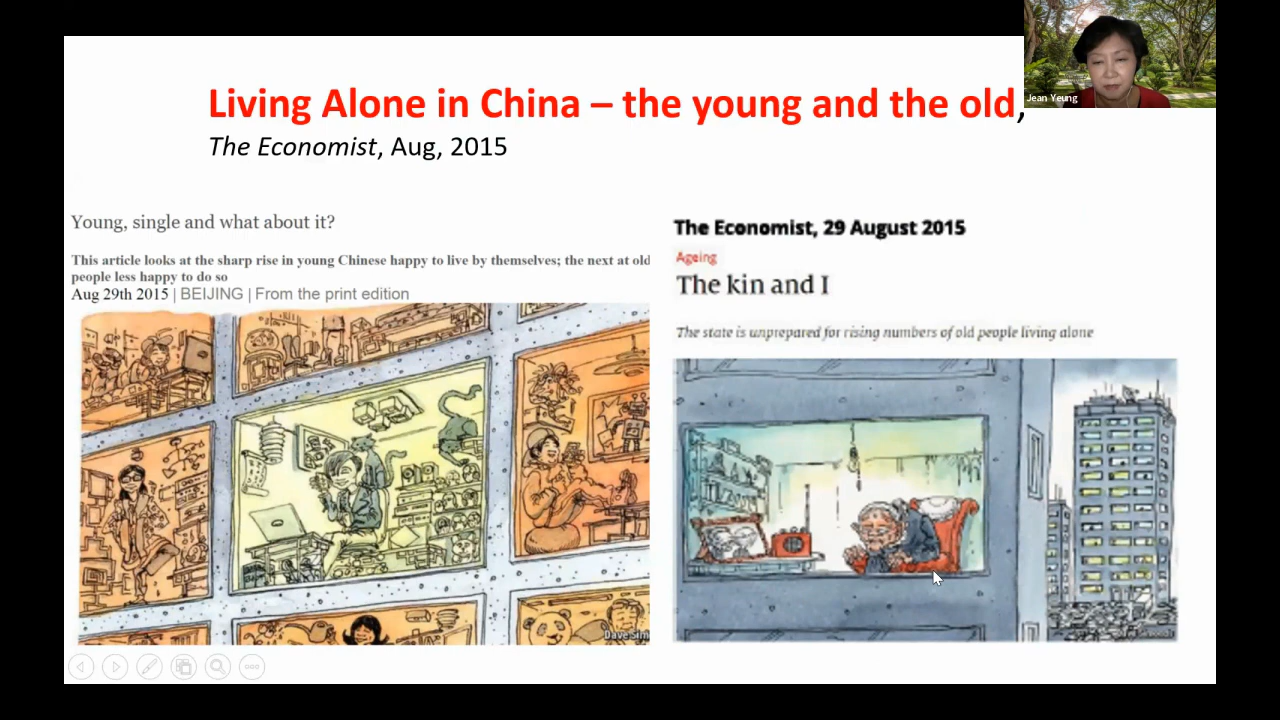 Jean Yeung
Living Alone in China – the young and the old,
The Economist, Aug, 2015
Young, single and what about it?
This article looks at the sharp rise in young Chinese happy to live by themselves; the next at old
people less happy to do so
Aug 29th 2015 | BEIJING | From the print edition
Dave Sim
The Economist, 29 August 2015
Ageing
The kin and I
The state is unprepared for rising numbers of old people living alone